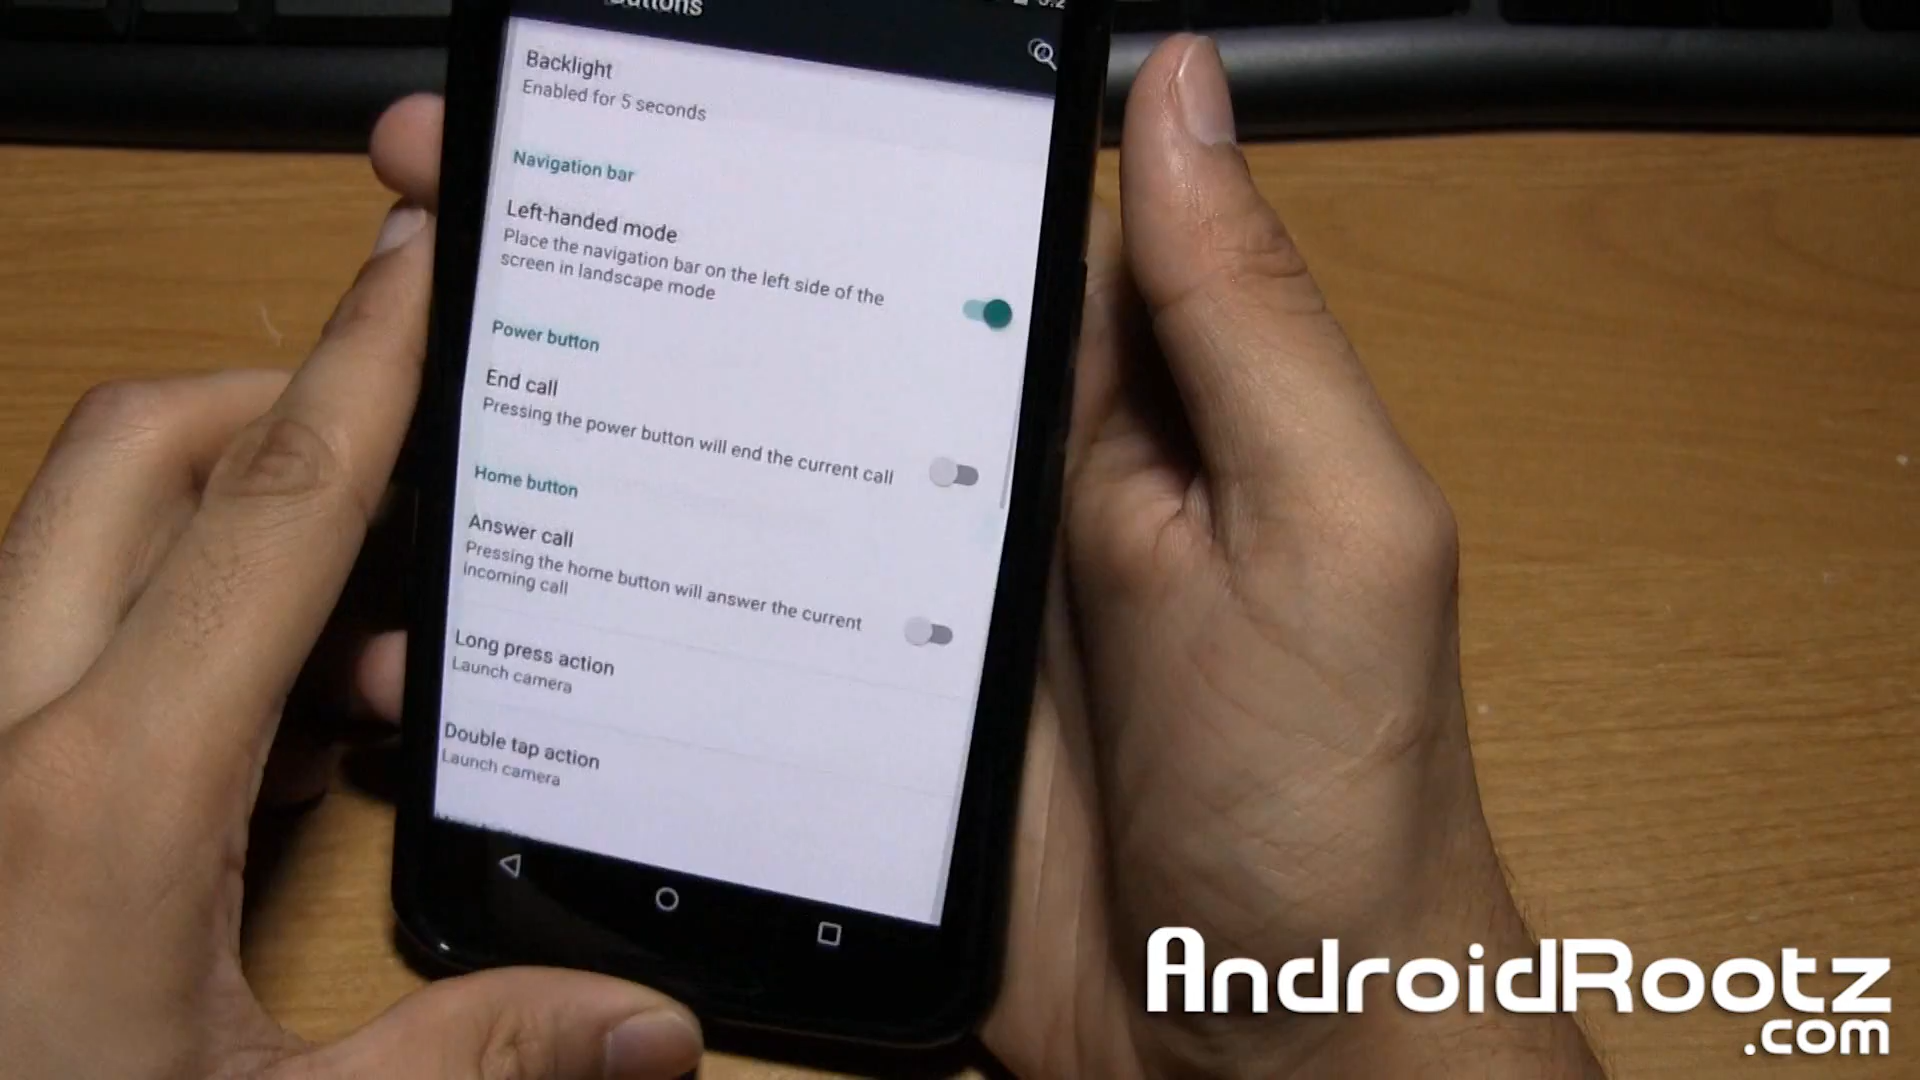 Buttons
Backlight
Enabled for 5 seconds
Navigation bar
Left-handed mode
Place the navigation bar on the left side of the
screen in landscape mode
Power button
End call
Pressing the power button will end the current call
Home button
Answer call
Pressing the home button will answer the current
incoming call
Long press action
Launch camera
Double tap action
Launch camera
AndroidRootz
.com